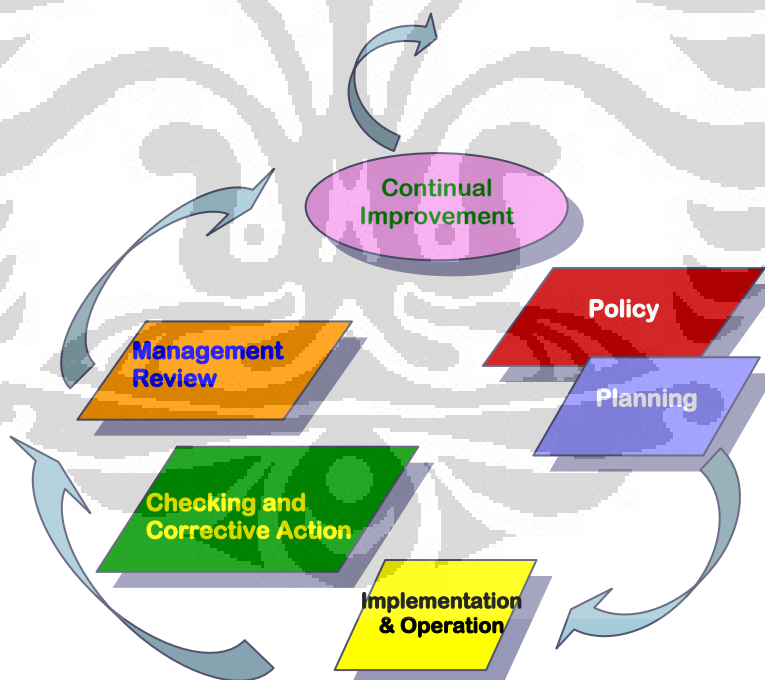 Continual
Improvement
Policy
Planning
Management
Review
Checking and
Corrective Action
Implementation
& Operation